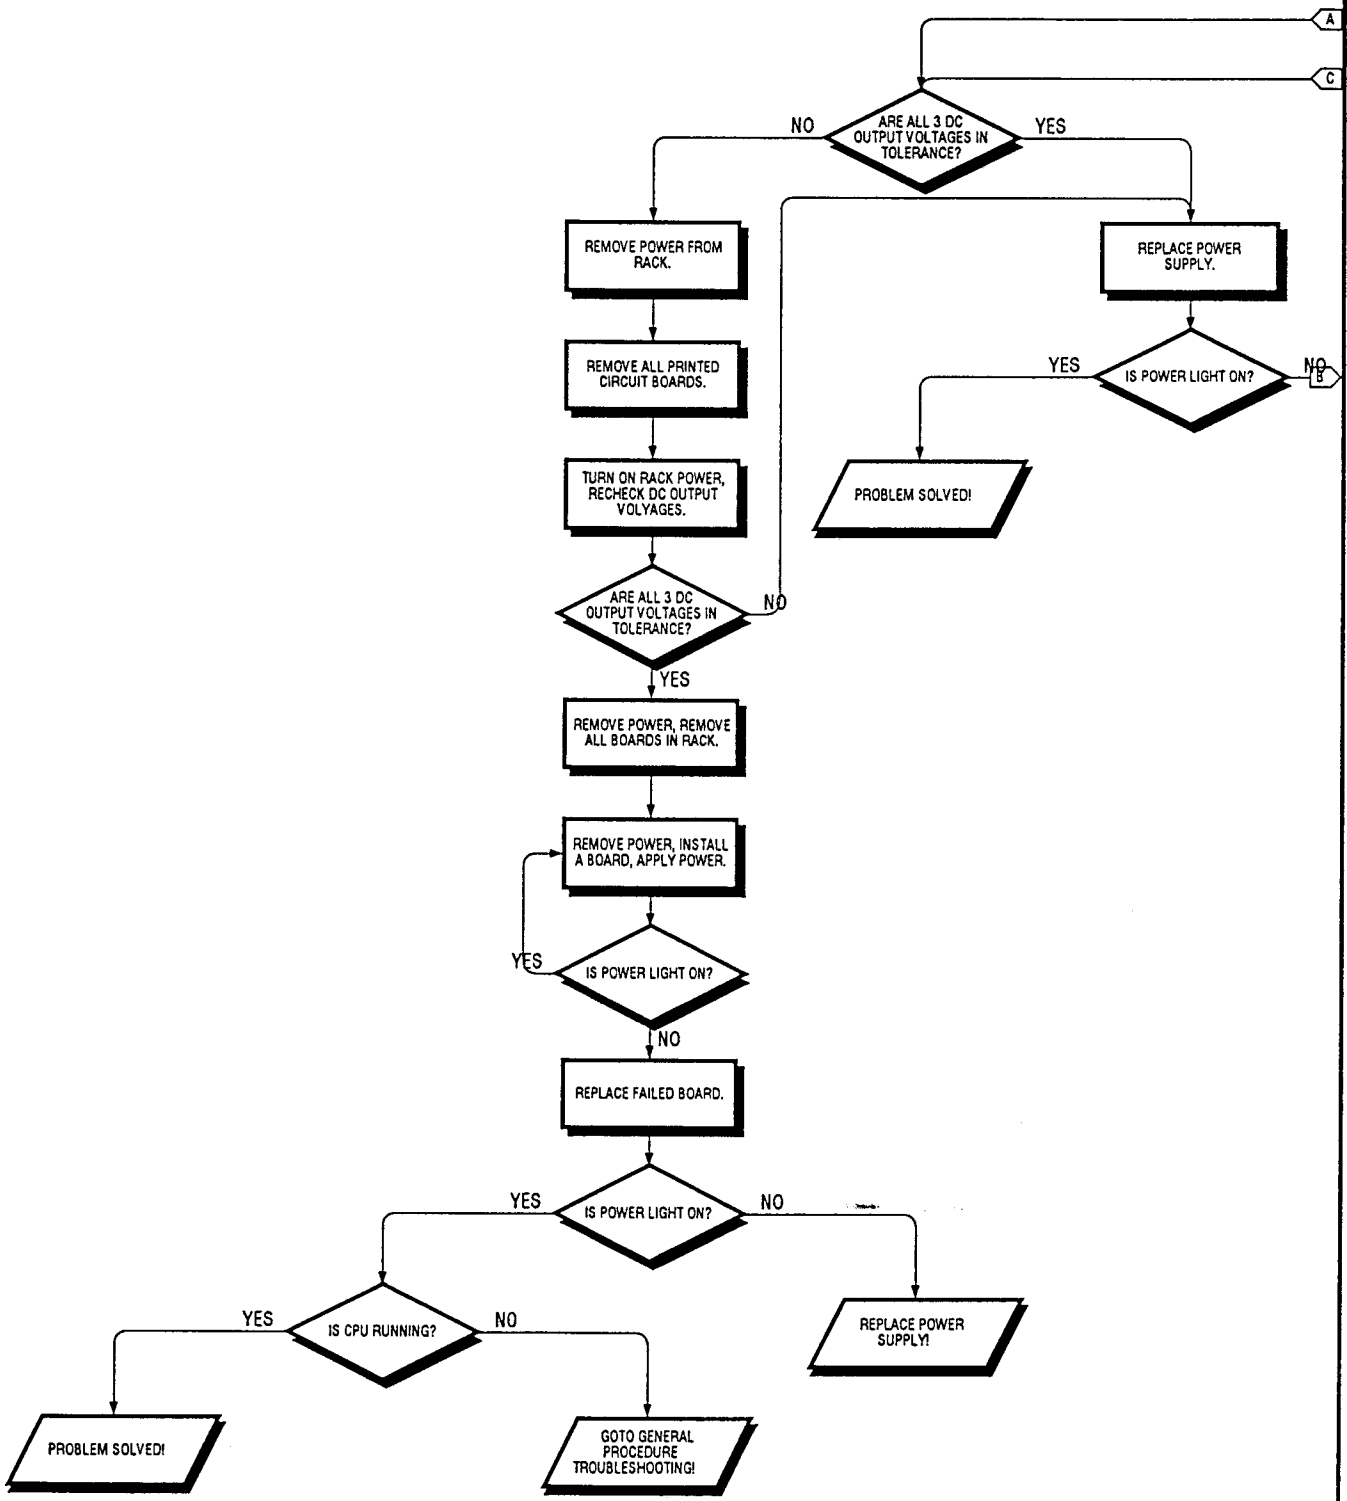 A
C
ARE ALL 3 DC
OUTPUT VOLTAGES IN
TOLERANCE?
NO
YES
REMOVE POWER FROM
RACK.
REPLACE POWER
SUPPLY.
REMOVE ALL PRINTED
CIRCUIT BOARDS.
YES
IS POWER LIGHT ON?
NO
B
TURN ON RACK POWER,
RECHECK DC OUTPUT
VOLYAGES.
PROBLEM SOLVED!
ARE ALL 3 DC
OUTPUT VOLTAGES IN
TOLERANCE?
NO
YES
REMOVE POWER, REMOVE
ALL BOARDS IN RACK.
REMOVE POWER, INSTALL
A BOARD, APPLY POWER.
YES
IS POWER LIGHT ON?
NO
REPLACE FAILED BOARD.
YES
IS POWER LIGHT ON?
NO
YES
IS CPU RUNNING?
NO
REPLACE POWER
SUPPLY!
PROBLEM SOLVED!
GOTO GENERAL
PROCEDURE
TROUBLESHOOTING!